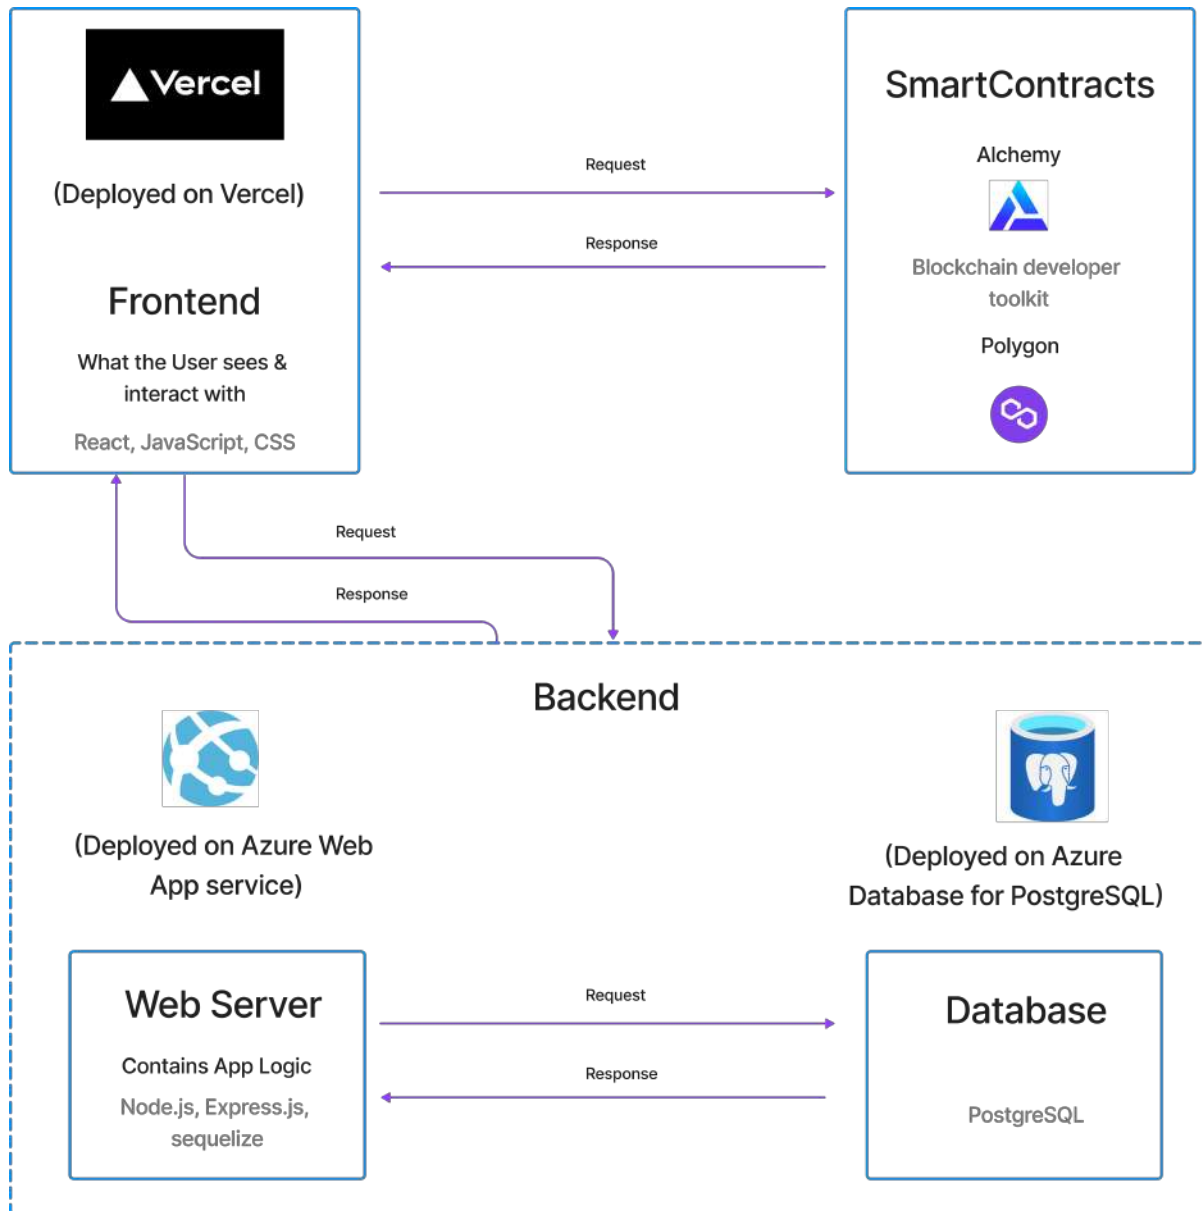 Vercel
(Deployed on Vercel)
Frontend
What the User sees &
interact with
React, JavaScript, CSS
Request
Response
SmartContracts
Alchemy
Blockchain developer
toolkit
Polygon
Request
Response
Backend
(Deployed on Azure Web
App service)
(Deployed on Azure
Database for PostgreSQL)
Web Server
Contains App Logic
Node.js, Express.js,
sequelize
Request
Response
Database
PostgreSQL